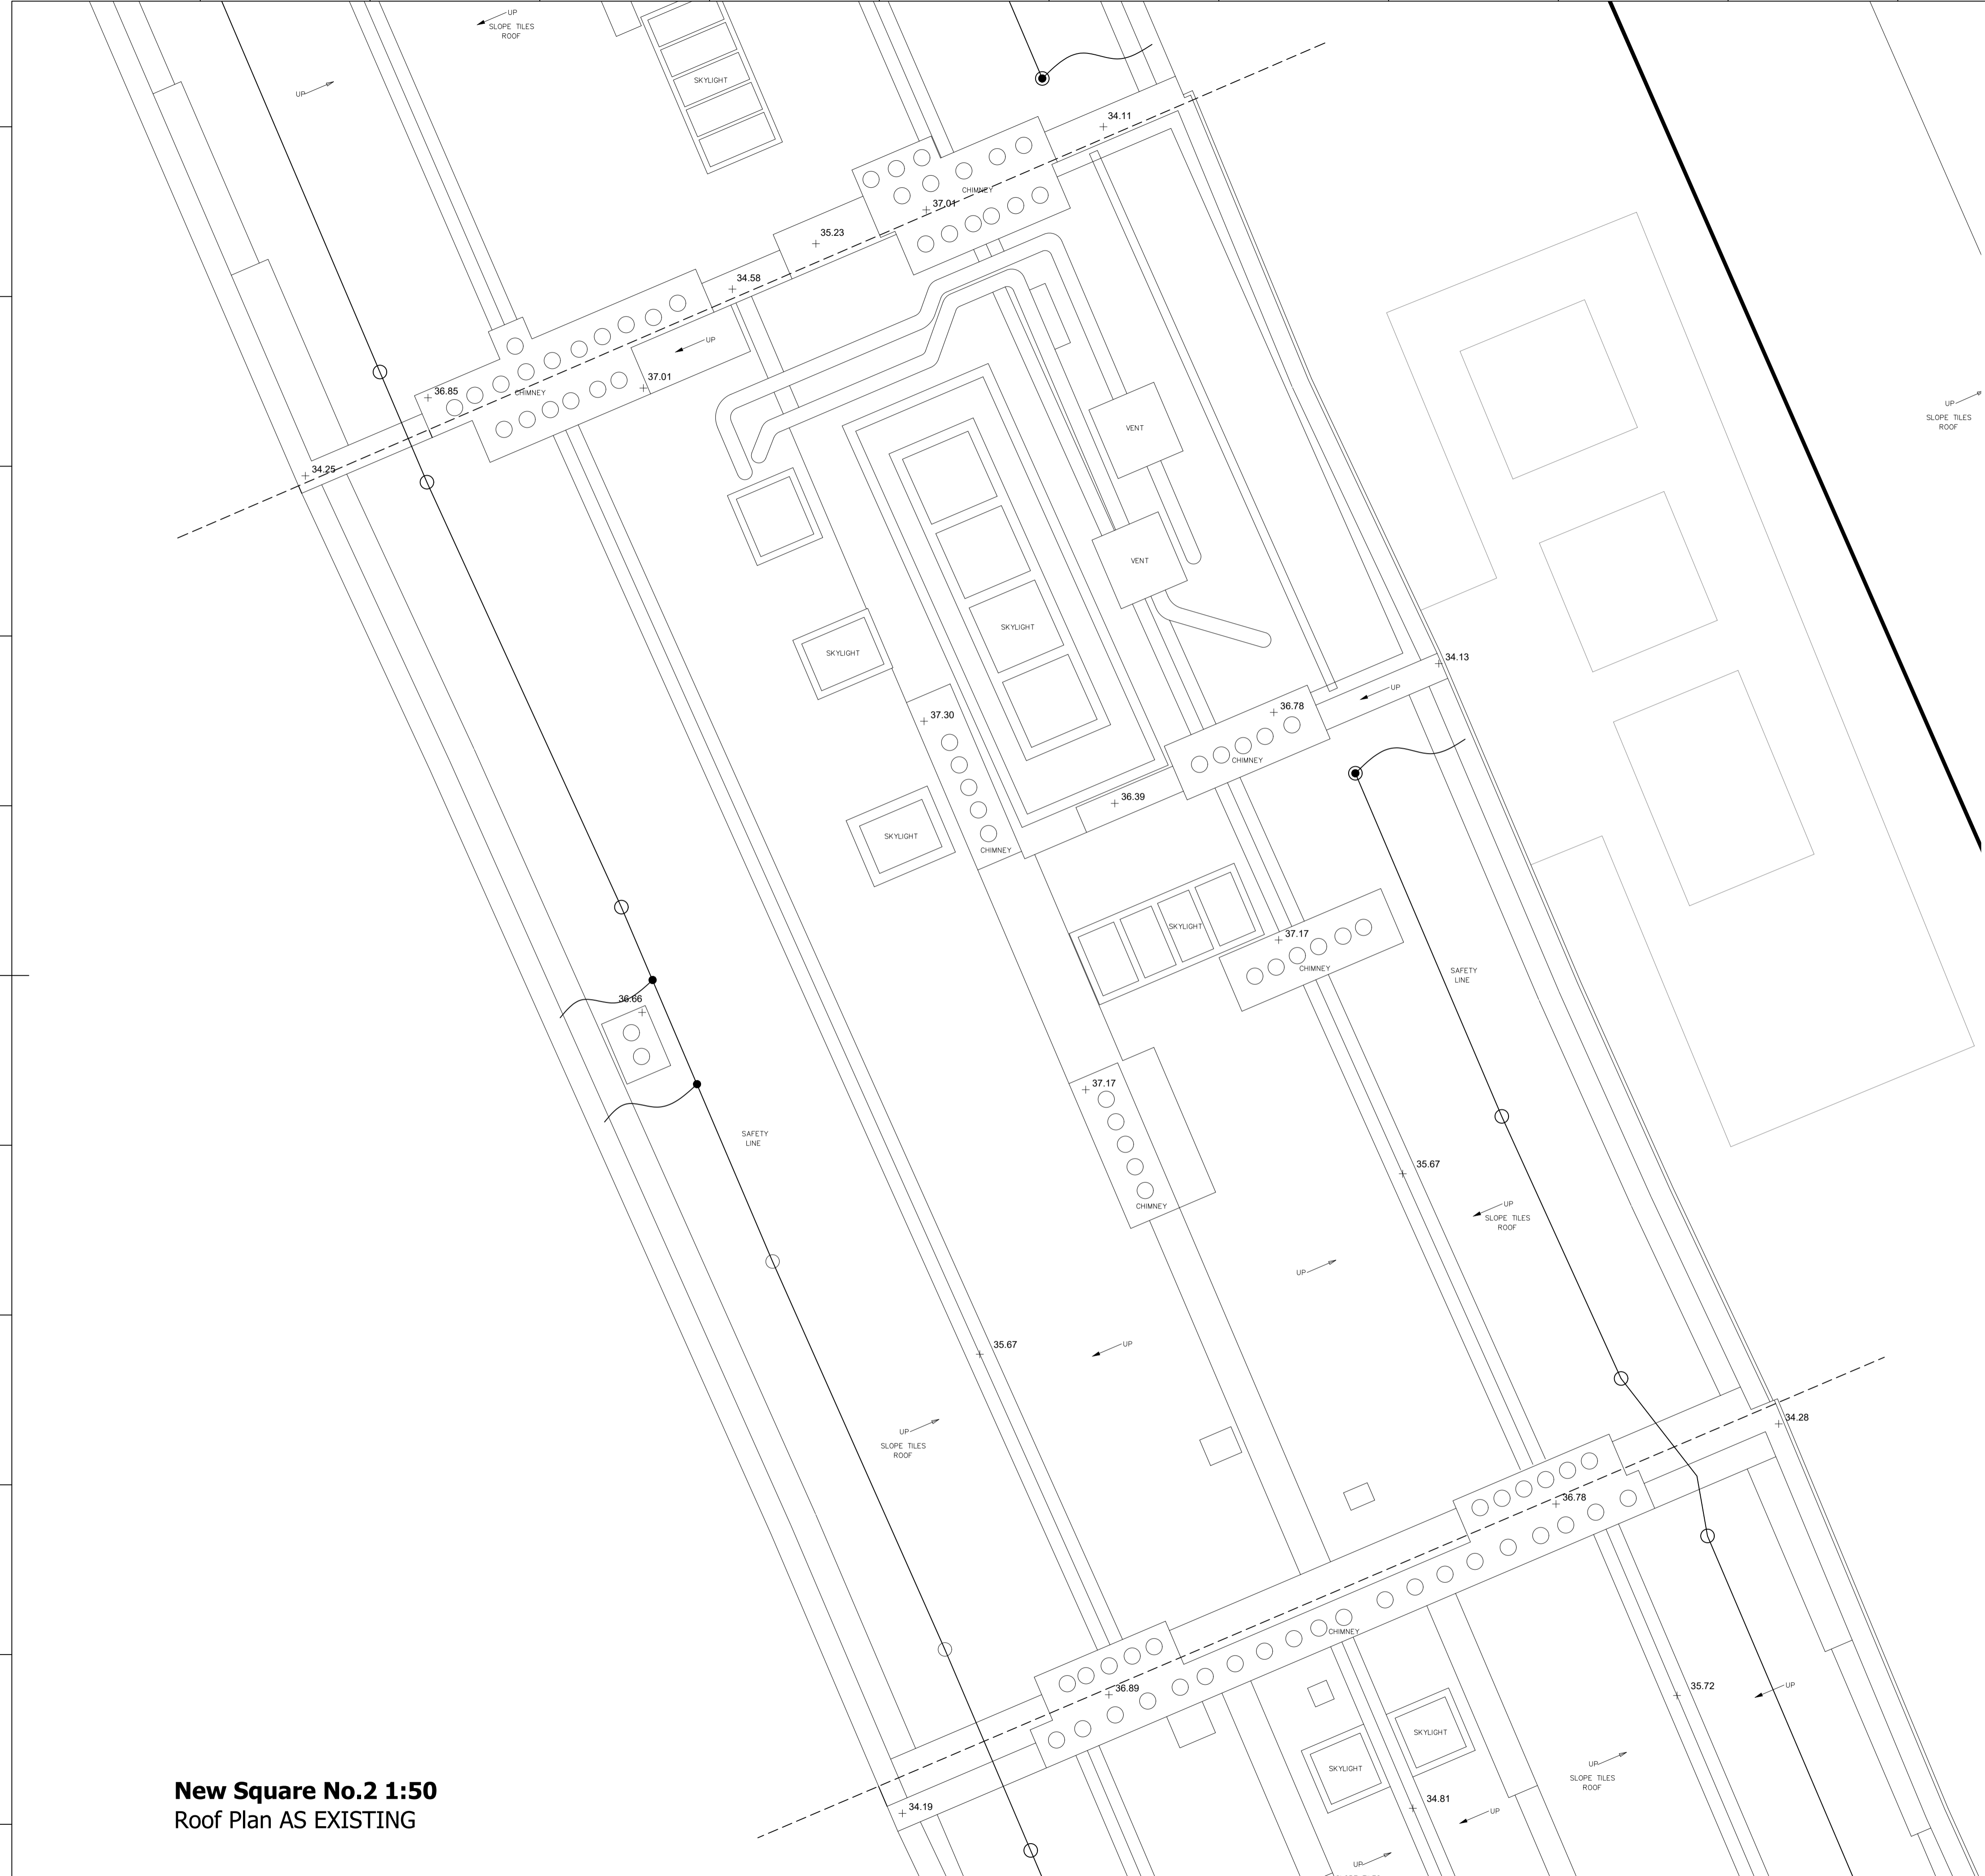 UP
SLOPE TILES
ROOF
UP
SKYLIGHT
34.11
CHIMNEY
37.01
35.23
34.58
UP
37.01
36.85
CHIMNEY
34.25
UP
SLOPE TILES
ROOF
VENT
VENT
SKYLIGHT
SKYLIGHT
34.13
UP
37.30
36.78
CHIMNEY
36.39
SKYLIGHT
CHIMNEY
SKYLIGHT
37.17
CHIMNEY
SAFETY
LINE
36.66
37.17
SAFETY
LINE
35.67
CHIMNEY
UP
SLOPE TILES
ROOF
UP
35.67
UP
UP
SLOPE TILES
ROOF
34.28
36.78
CHIMNEY
36.89
35.72
UP
SKYLIGHT
SKYLIGHT
UP
SLOPE TILES
ROOF
34.81
UP
34.19
UP
New Square No.2 1:50
Roof Plan AS EXISTING